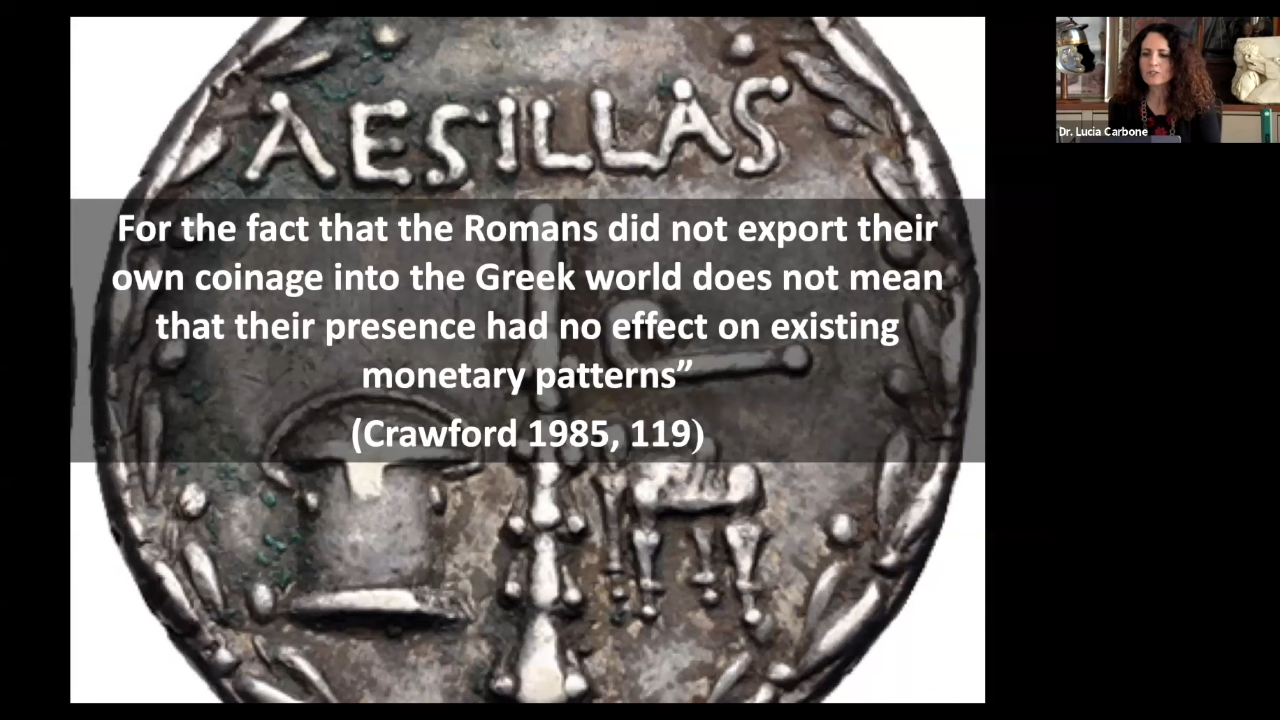 AESILLAS
For the fact that the Romans did not export their
own coinage into the Greek world does not mean
that their presence had no effect on existing
monetary patterns”
(Crawford 1985, 119)
Dr. Lucia Carbone